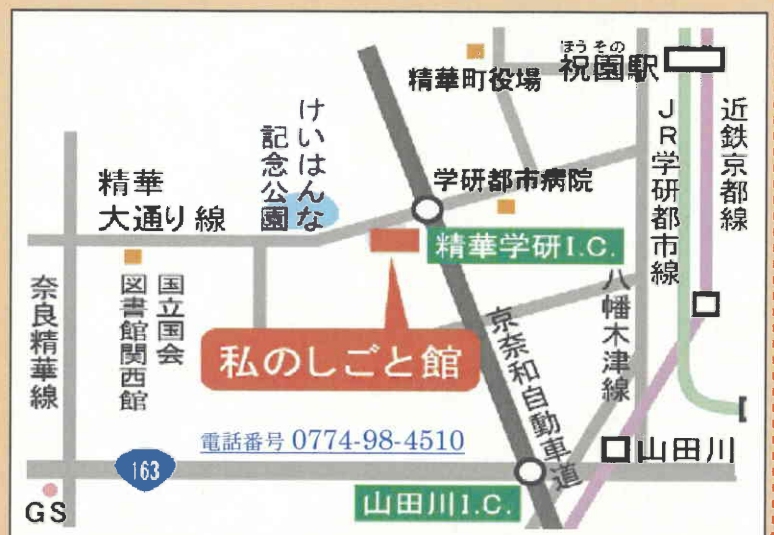 ほうその
祝園駅
精華町役場
近鉄京都線
JR学研都市線
けいはんな
記念公園
学研都市病院
精華
大通り線
精華学研I.C.
八幡木津線
国立国会
図書館関西館
奈良精華線
私のしごと館
京奈和自動車道
電話番号 0774-98-4510
山田川
163
山田川I.C.
GS